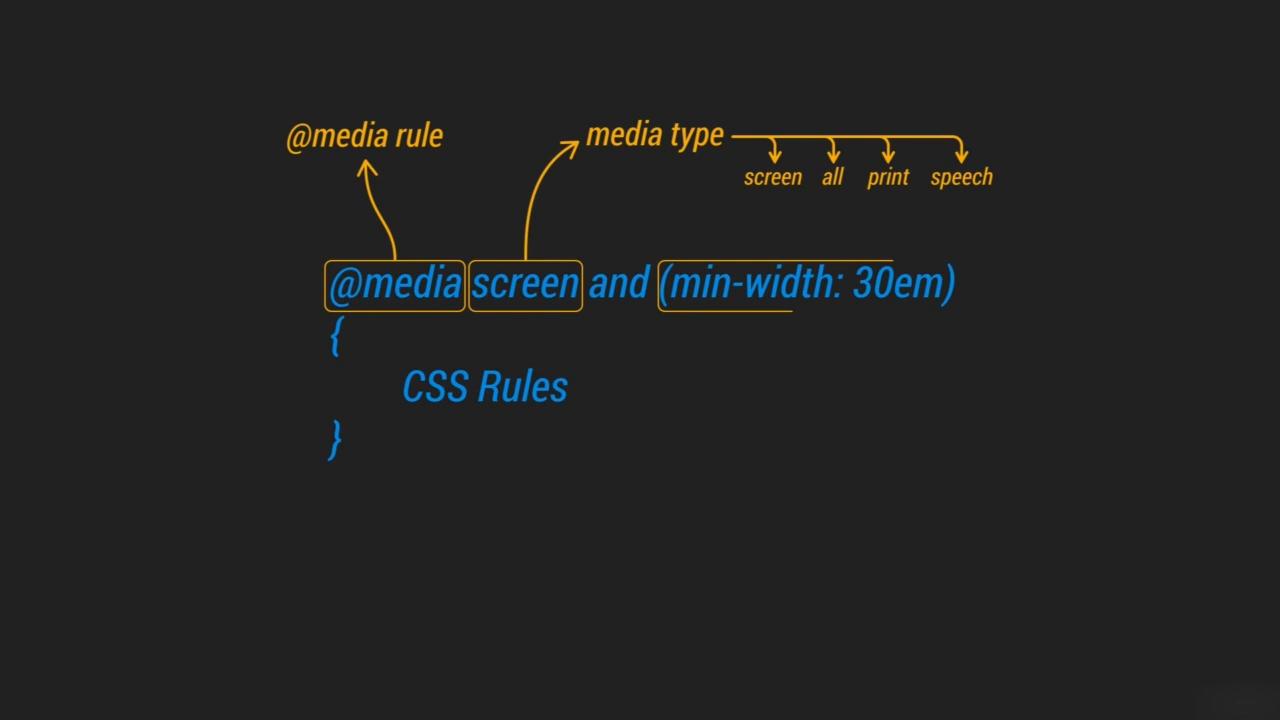 @media rule
media type
screen all print speech
@media screen and (min-width: 30em)
{
CSS Rules
}